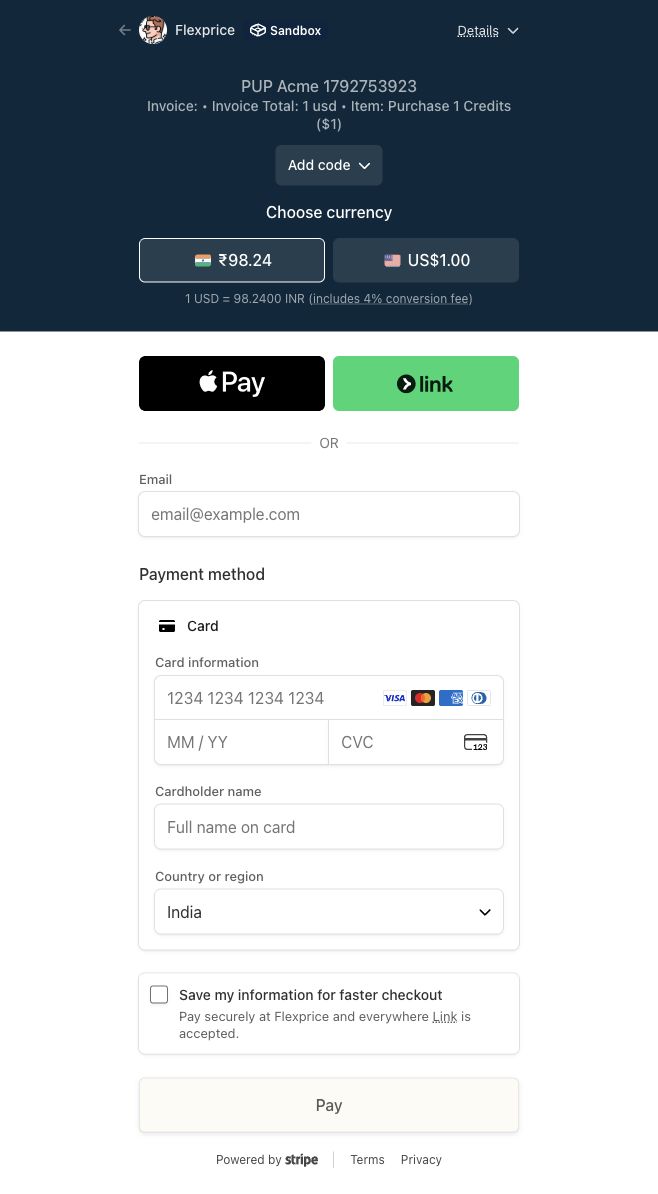 Flexprice Sandbox Details
PUP Acme 1792753923
Invoice: • Invoice Total: 1 usd • Item: Purchase 1 Credits
($1)
Add code
Choose currency
₹98.24 US$1.00
1 USD = 98.2400 INR (includes 4% conversion fee)
Pay link
OR
Email
email@example.com
Payment method
Card
Card information
1234 1234 1234 1234 VISA
MM / YY CVC 123
Cardholder name
Full name on card
Country or region
India
Save my information for faster checkout
Pay securely at Flexprice and everywhere Link is
accepted.
Pay
Powered by stripe Terms Privacy